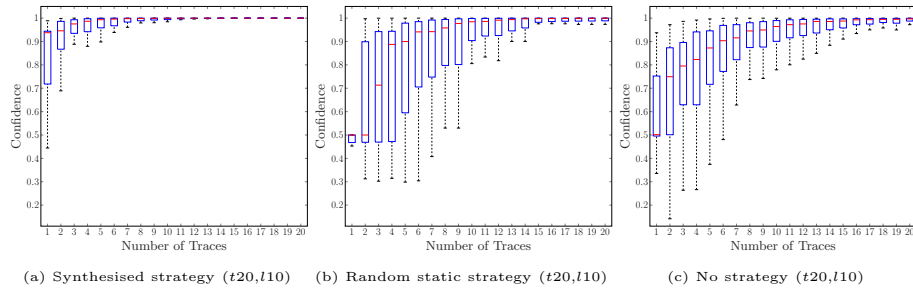 1
0.9
0.8
0.7
0.6
0.5
0.4
0.3
0.2
Confidence
1 2 3 4 5 6 7 8 9 10 11 12 13 14 15 16 17 18 19 20
Number of Traces
(a) Synthesised strategy (t20,l10)
1
0.9
0.8
0.7
0.6
0.5
0.4
0.3
0.2
Confidence
1 2 3 4 5 6 7 8 9 10 11 12 13 14 15 16 17 18 19 20
Number of Traces
(b) Random static strategy (t20,l10)
1
0.9
0.8
0.7
0.6
0.5
0.4
0.3
0.2
Confidence
1 2 3 4 5 6 7 8 9 10 11 12 13 14 15 16 17 18 19 20
Number of Traces
(c) No strategy (t20,l10)